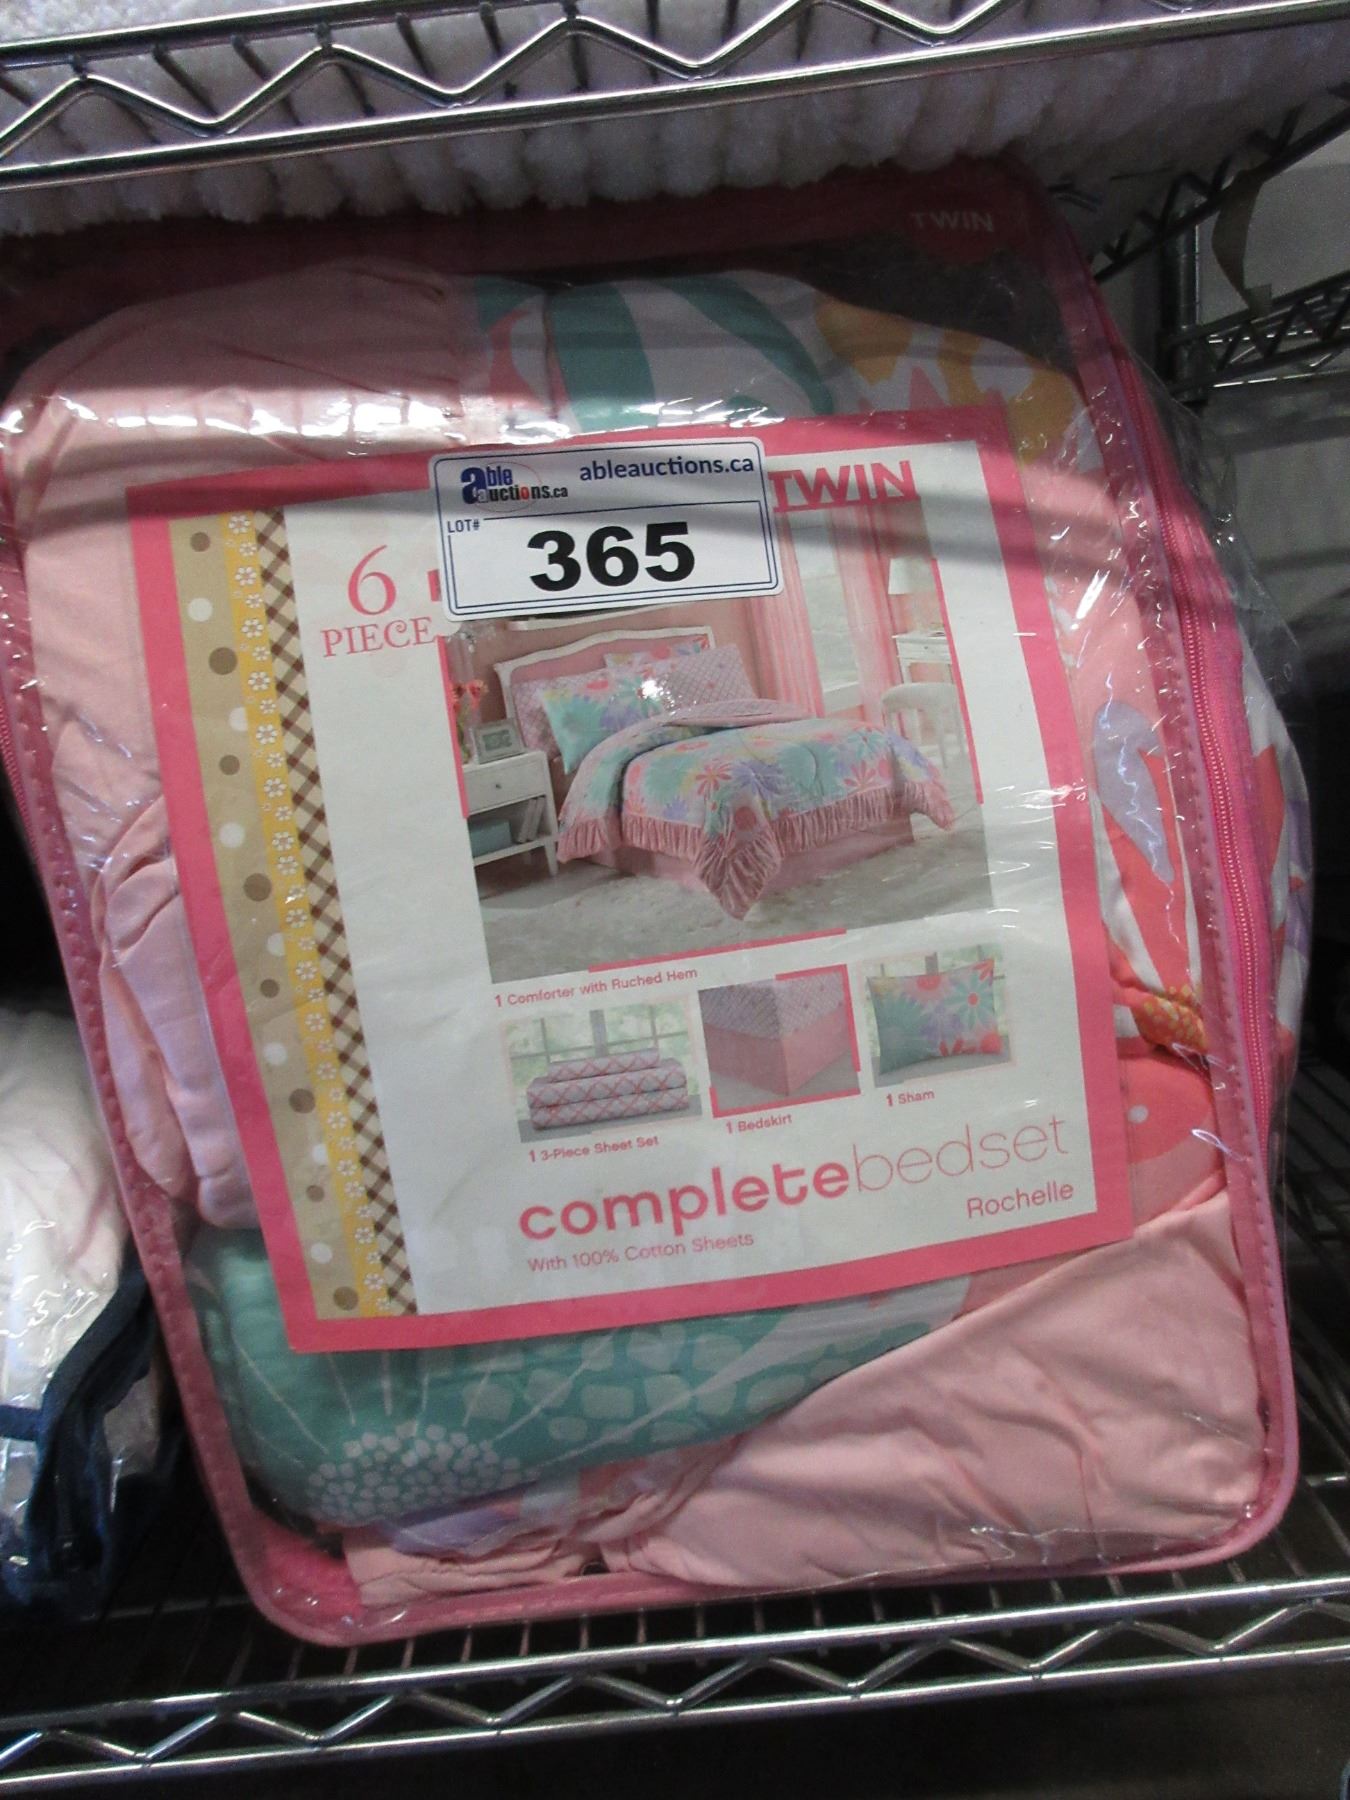 TWIN
able auctions.ca
ableauctions.ca
LOT#
365
TWIN
6
PIECE
1 Comforter with Ruched Hem
1 3-Piece Sheet Set
1 Bedskirt
1 Sham
completebedset
Rochelle
With 100% Cotton Sheets